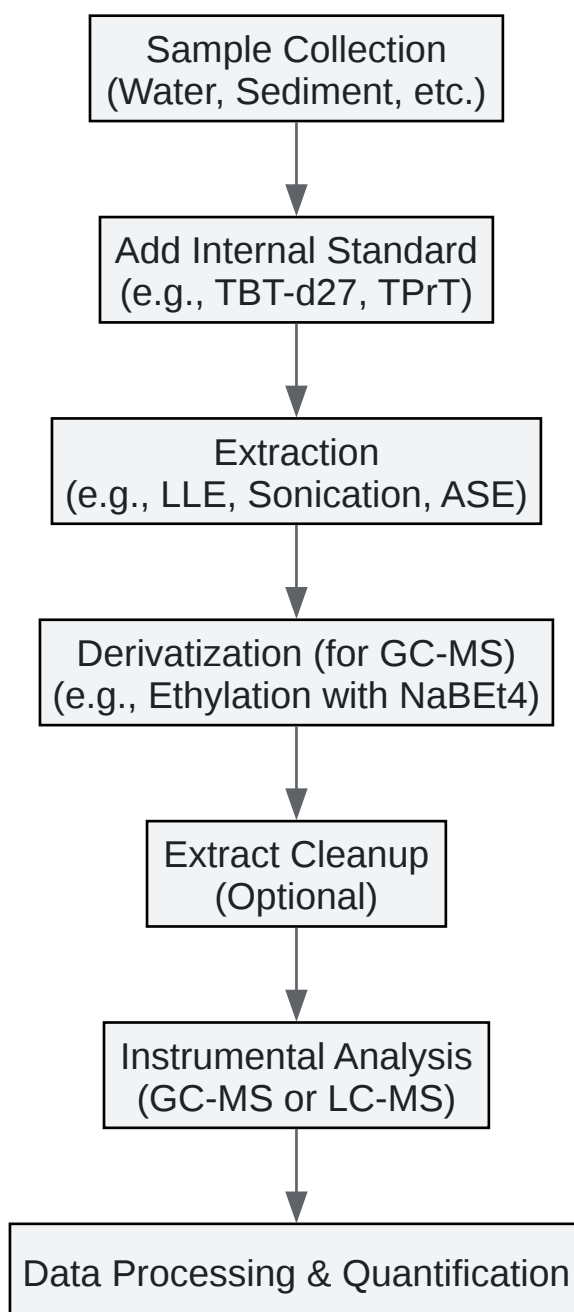 Sample Collection
(Water, Sediment, etc.)
Add Internal Standard
(e.g., TBT-d27, TPrT)
Extraction
(e.g., LLE, Sonication, ASE)
Derivatization (for GC-MS)
(e.g., Ethylation with NaBEt4)
Extract Cleanup
(Optional)
Instrumental Analysis
(GC-MS or LC-MS)
Data Processing & Quantification